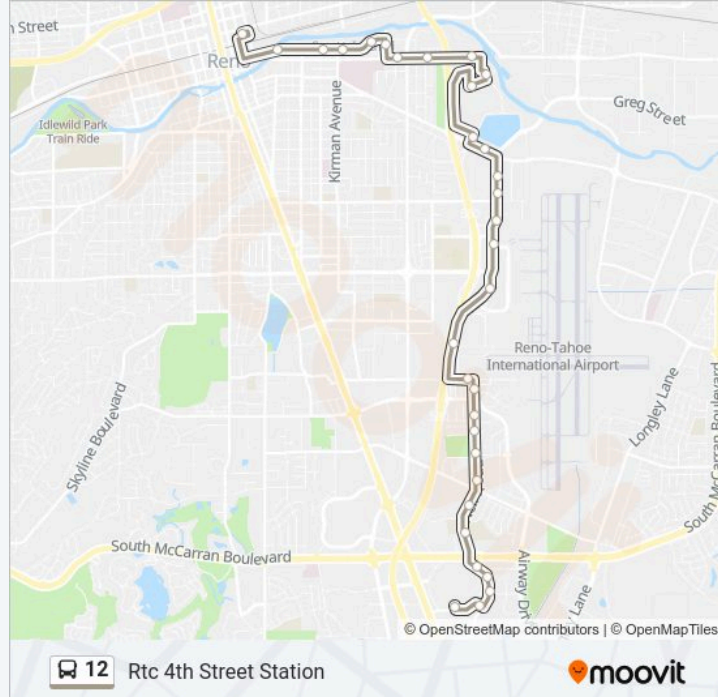 n Street
Reno
Idlewild Park
Train Ride
Kirman Avenue
Greg Street
Reno-Tahoe
International Airport
Longley Lane
South McCarran Boulevard
Skyline Boulevard
South McCarran Boulevard
Airway Dri
y Lane
© OpenStreetMap contributors | © OpenMapTiles
12 Rtc 4th Street Station
moovit